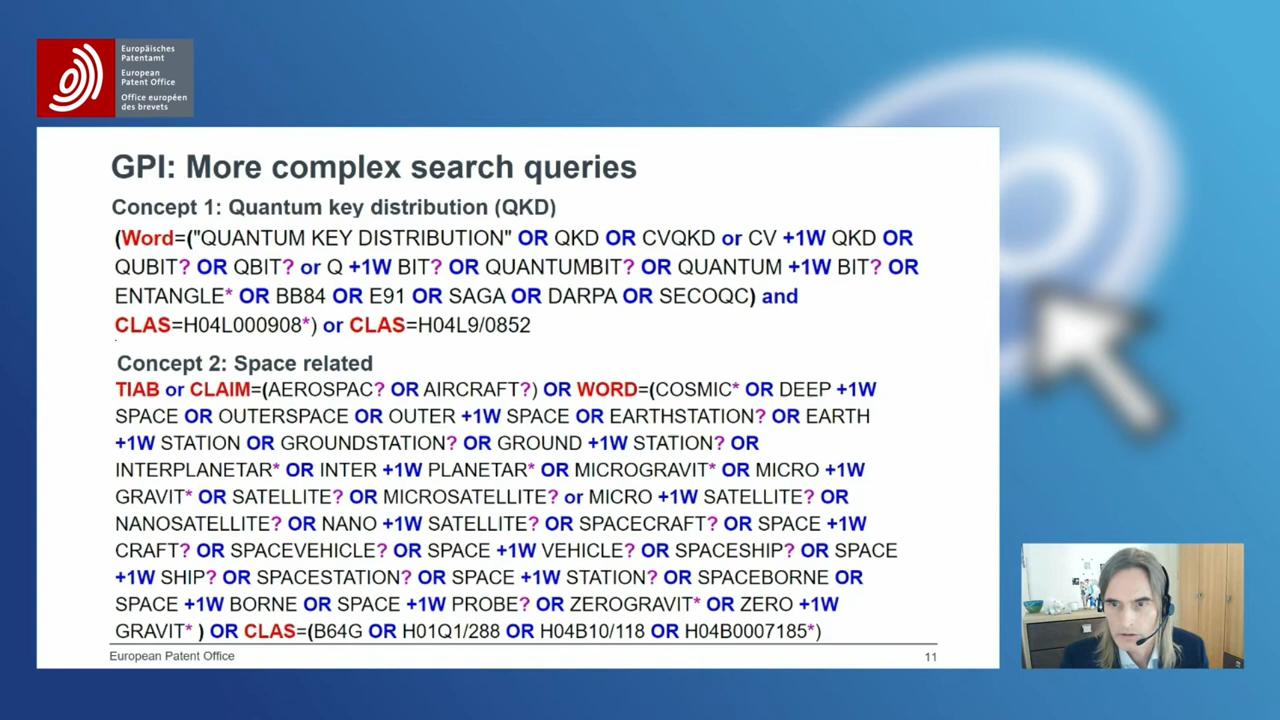 Europäisches
Patentamt
European
Patent Office
Office européen
des brevets
GPI: More complex search queries
Concept 1: Quantum key distribution (QKD)
(Word=("QUANTUM KEY DISTRIBUTION" OR QKD OR CVQKD or CV +1W QKD OR
QUBIT? OR QBIT? or Q +1W BIT? OR QUANTUMBIT? OR QUANTUM +1W BIT? OR
ENTANGLE* OR BB84 OR E91 OR SAGA OR DARPA OR SECOQC) and
CLAS=H04L000908*) or CLAS=H04L9/0852
Concept 2: Space related
TIAB or CLAIM=(AEROSPAC? OR AIRCRAFT?) OR WORD=(COSMIC* OR DEEP +1W
SPACE OR OUTERSPACE OR OUTER +1W SPACE OR EARTHSTATION? OR EARTH
+1W STATION OR GROUNDSTATION? OR GROUND +1W STATION? OR
INTERPLANETAR* OR INTER +1W PLANETAR* OR MICROGRAVIT* OR MICRO +1W
GRAVIT* OR SATELLITE? OR MICROSATELLITE? or MICRO +1W SATELLITE? OR
NANOSATELLITE? OR NANO +1W SATELLITE? OR SPACECRAFT? OR SPACE +1W
CRAFT? OR SPACEVEHICLE? OR SPACE +1W VEHICLE? OR SPACESHIP? OR SPACE
+1W SHIP? OR SPACESTATION? OR SPACE +1W STATION? OR SPACEBORNE OR
SPACE +1W BORNE OR SPACE +1W PROBE? OR ZEROGRAVIT* OR ZERO +1W
GRAVIT* ) OR CLAS=(B64G OR H01Q1/288 OR H04B10/118 OR H04B0007185*)
European Patent Office
11